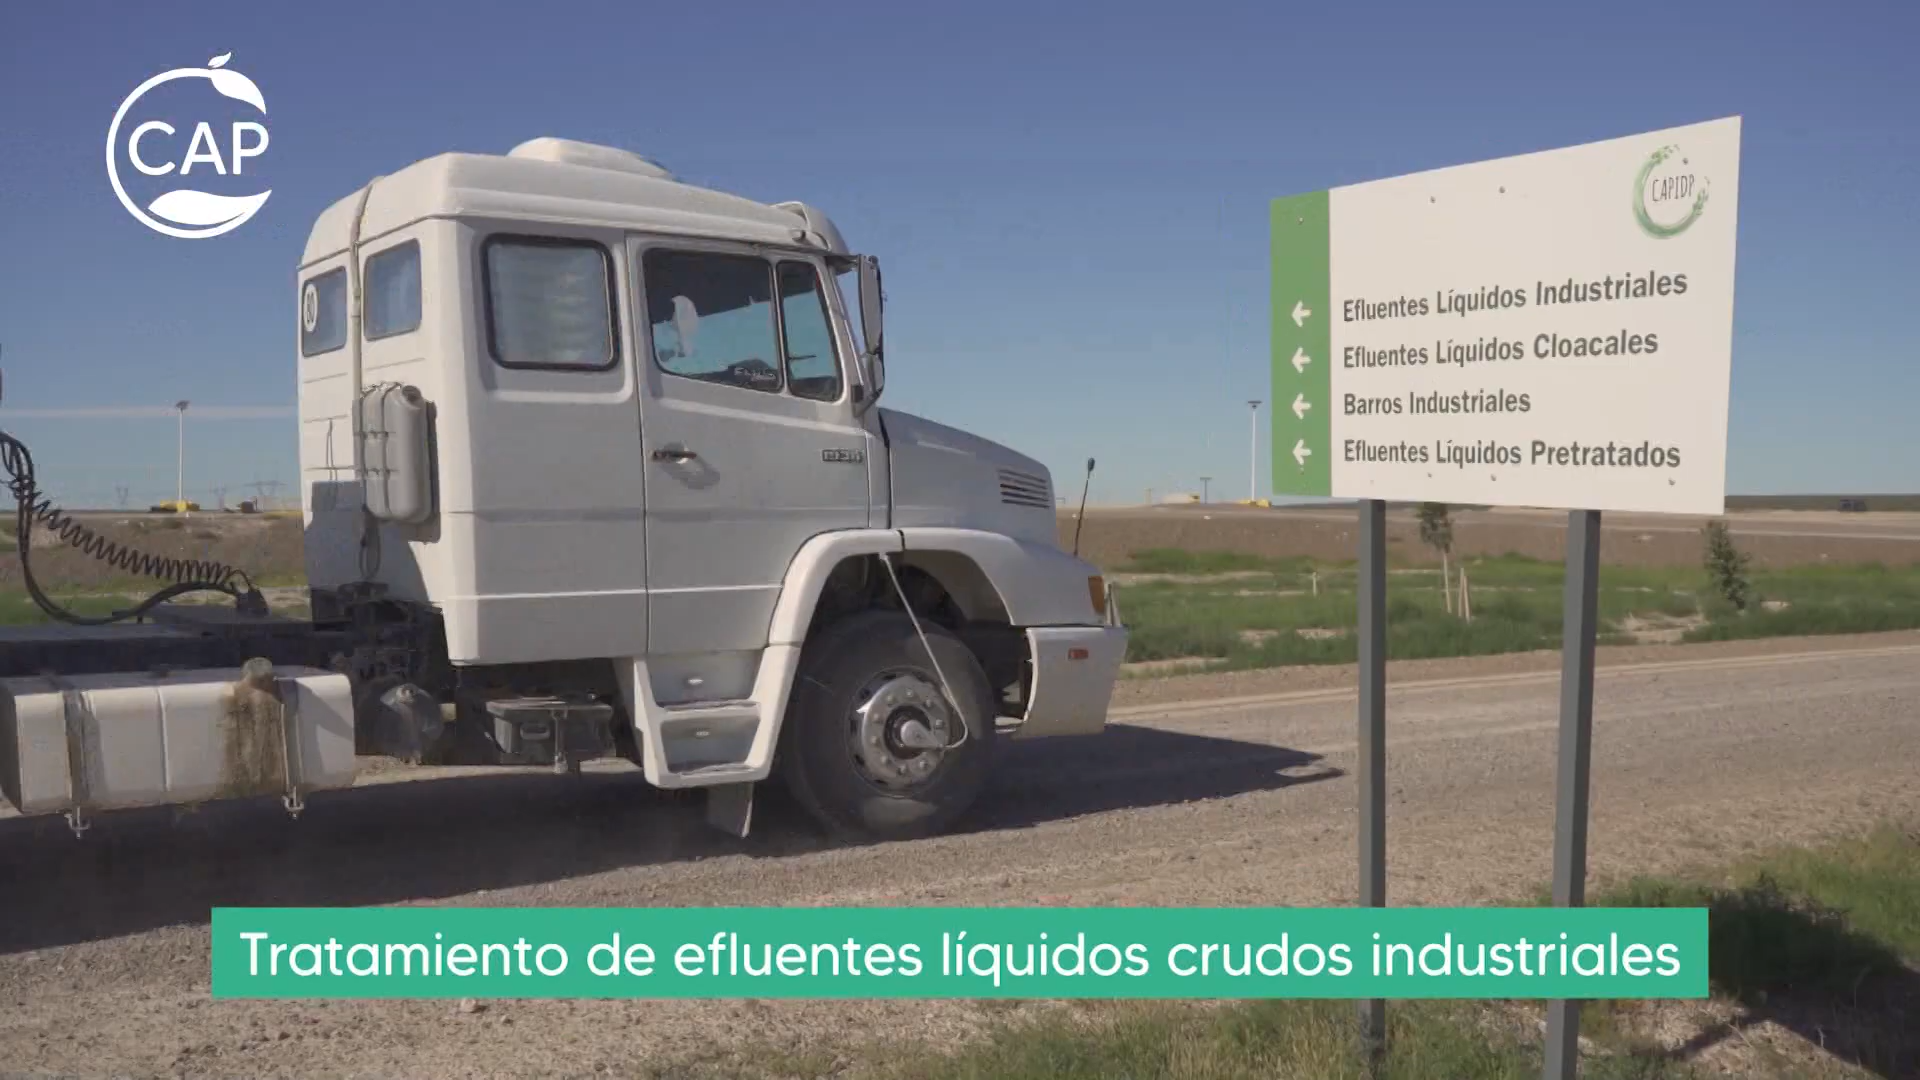 CAP
80
CAPIDP
Efluentes Líquidos Industriales
Efluentes Líquidos Cloacales
Barros Industriales
Efluentes Líquidos Pretratados
Tratamiento de efluentes líquidos crudos industriales